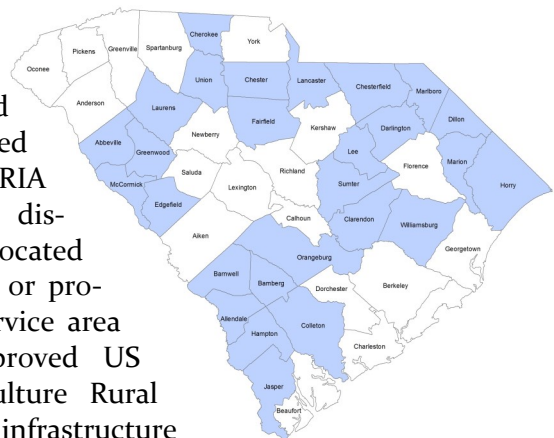 d
ed
RIA
dis-
ocated
or pro-
rvice area
proved US
ulture Rural
infrastructure
Cherokee
York
Spartanburg
Greenville
Pickens
Oconee
Anderson
Union
Chester
Lancaster
Chesterfield
Marlboro
Dillon
Laurens
Newberry
Fairfield
Kershaw
Darlington
Lee
Florence
Marion
Horry
Abbeville
Greenwood
McCormick
Saluda
Edgefield
Lexington
Richland
Sumter
Calhoun
Clarendon
Williamsburg
Georgetown
Aiken
Orangeburg
Barnwell
Bamberg
Dorchester
Berkeley
Allendale
Hampton
Colleton
Charleston
Jasper
Beaufort